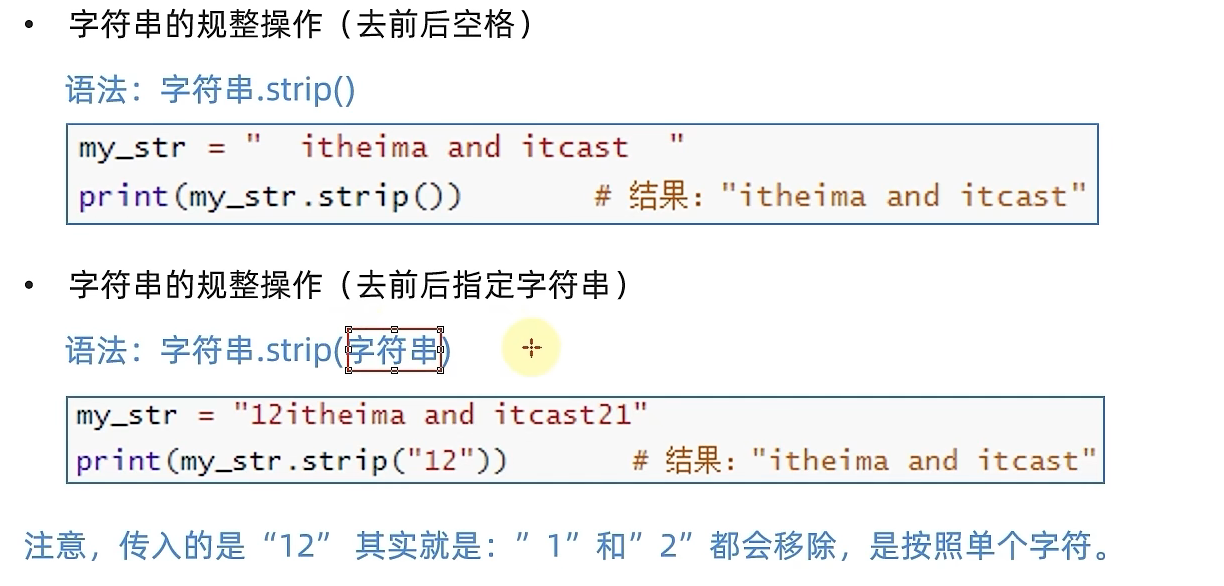 • 字符串的规整操作（去前后空格）
语法：字符串.strip()
my_str = "  itheima and itcast  "
print(my_str.strip())        # 结果："itheima and itcast"
• 字符串的规整操作（去前后指定字符串）
语法：字符串.strip(字符串)
my_str = "12itheima and itcast21"
print(my_str.strip("12"))        # 结果："itheima and itcast"
注意，传入的是“12” 其实就是：”1”和”2”都会移除，是按照单个字符。